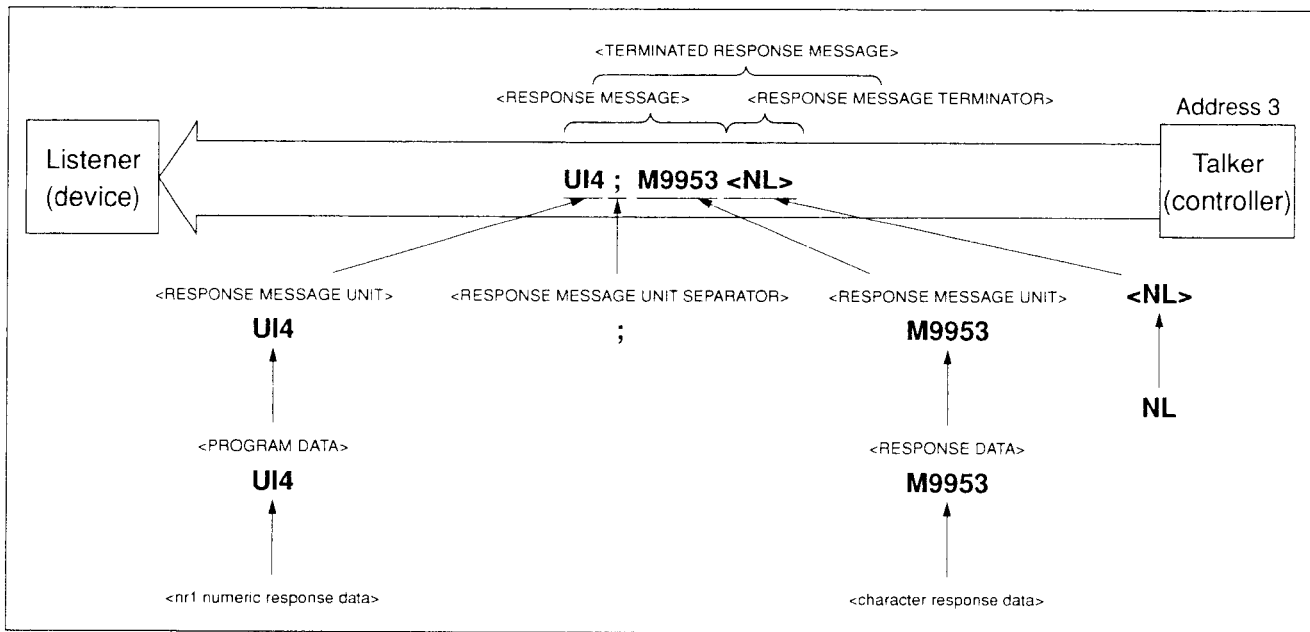 <TERMINATED RESPONSE MESSAGE>
<RESPONSE MESSAGE> <RESPONSE MESSAGE TERMINATOR>
Address 3
Listener
(device)
UI4 ; M9953 <NL>
Talker
(controller)
<RESPONSE MESSAGE UNIT> <RESPONSE MESSAGE UNIT SEPARATOR> <RESPONSE MESSAGE UNIT> <NL>
UI4 ; M9953
NL
<PROGRAM DATA> <RESPONSE DATA>
UI4 M9953
<nr1 numeric response data> <character response data>